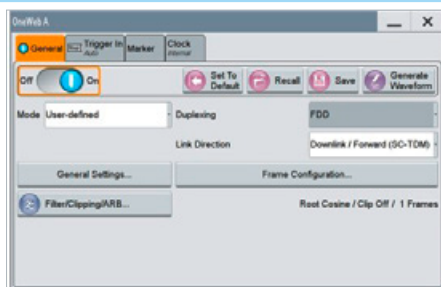 OneWeb A
General
Trigger In
Auto
Marker
Clock
Internal
Off
On
Set To
Default
Recall
Save
Generate
Waveform
Mode
User-defined
Duplexing
FDD
Link Direction
Downlink / Forward (SC-TDM)
General Settings...
Frame Configuration...
Filter/Clipping/ARB...
Root Cosine / Clip Off / 1 Frames